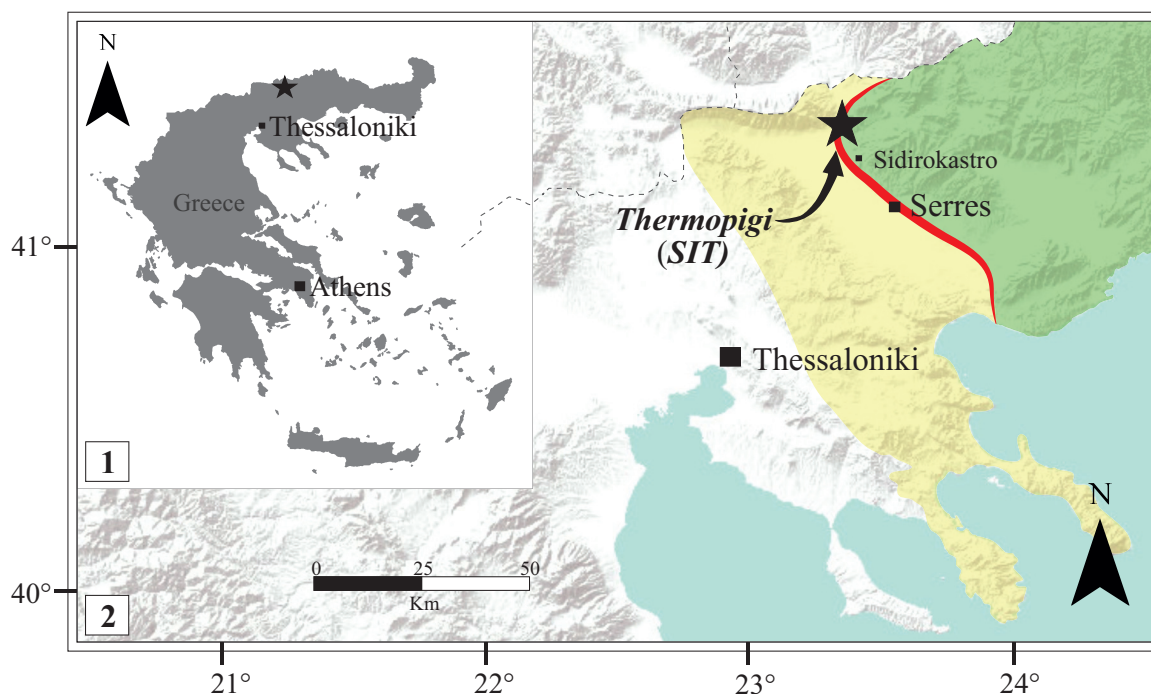 N
Thessaloniki
Greece
Athens
1
Sidirokastro
Serres
Thermopigi
(SIT)
Thessaloniki
N
0 25 50
Km
2
41°
40°
21° 22° 23° 24°